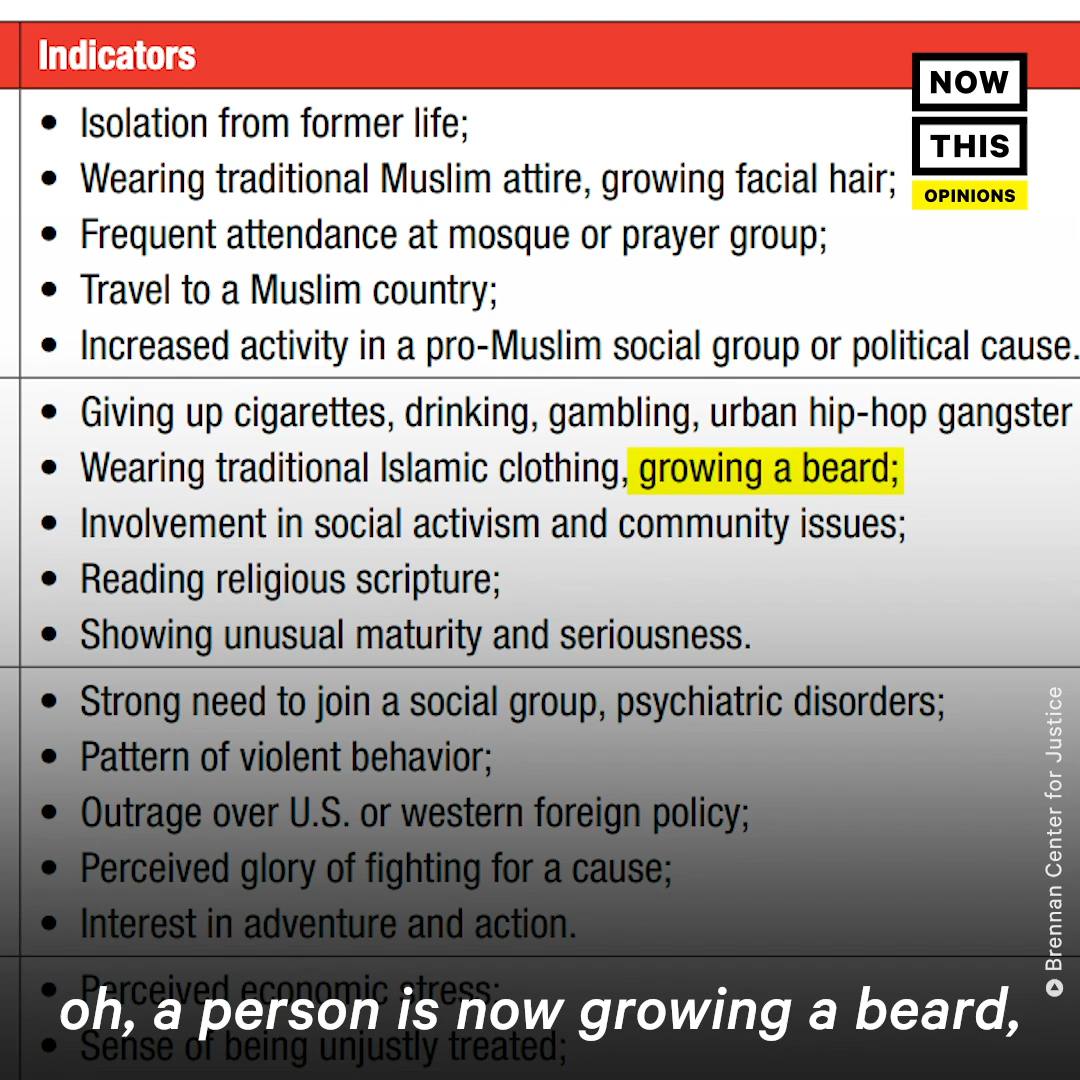 Indicators
NOW
THIS
OPINIONS
• Isolation from former life;
• Wearing traditional Muslim attire, growing facial hair;
• Frequent attendance at mosque or prayer group;
• Travel to a Muslim country;
• Increased activity in a pro-Muslim social group or political cause.
• Giving up cigarettes, drinking, gambling, urban hip-hop gangster
• Wearing traditional Islamic clothing, growing a beard;
• Involvement in social activism and community issues;
• Reading religious scripture;
• Showing unusual maturity and seriousness.
• Strong need to join a social group, psychiatric disorders;
• Pattern of violent behavior;
• Outrage over U.S. or western foreign policy;
• Perceived glory of fighting for a cause;
• Interest in adventure and action.
• Perceived economic stress;
oh, a person is now growing a beard,
• Sense of being unjustly treated;
Brennan Center for Justice